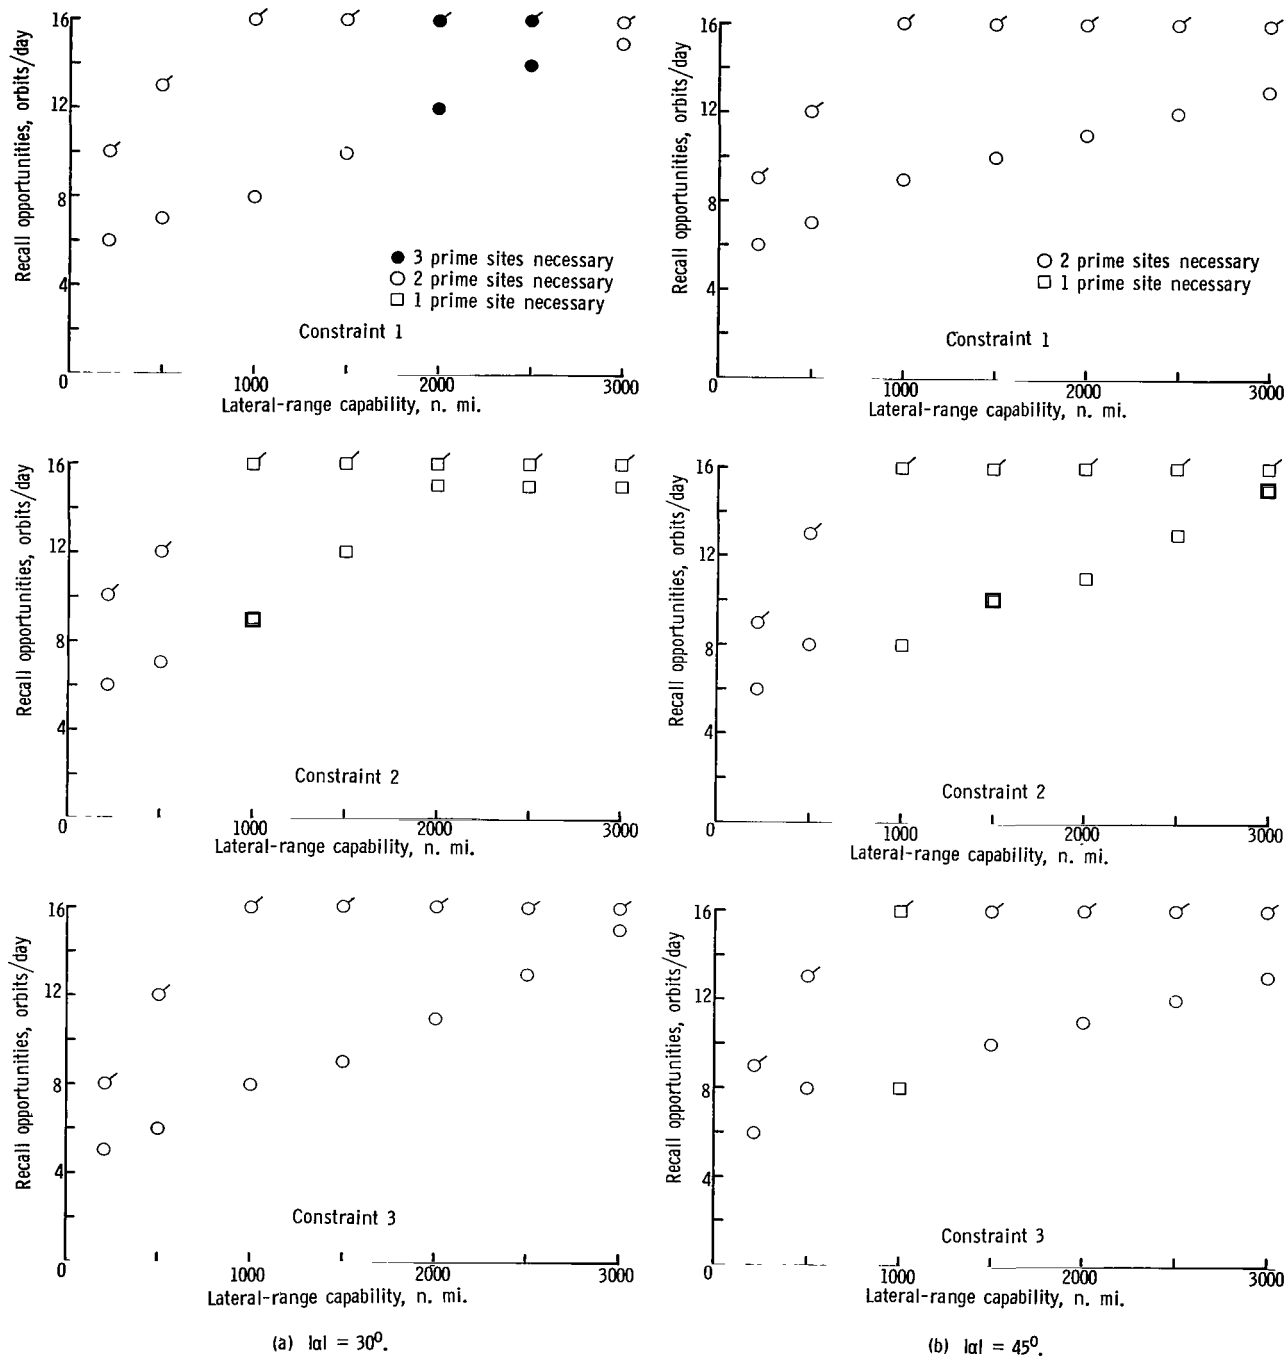 16
12
8
4
0
Recall opportunities, orbits/day
● 3 prime sites necessary
○ 2 prime sites necessary
□ 1 prime site necessary
Constraint 1
1000 2000 3000
Lateral-range capability, n. mi.
16
12
8
4
0
Recall opportunities, orbits/day
○ 2 prime sites necessary
□ 1 prime site necessary
Constraint 1
1000 2000 3000
Lateral-range capability, n. mi.
16
12
8
4
0
Recall opportunities, orbits/day
Constraint 2
1000 2000 3000
Lateral-range capability, n. mi.
16
12
8
4
0
Recall opportunities, orbits/day
Constraint 2
1000 2000 3000
Lateral-range capability, n. mi.
16
12
8
4
0
Recall opportunities, orbits/day
Constraint 3
1000 2000 3000
Lateral-range capability, n. mi.
(a) |α| = 30⁰.
16
12
8
4
0
Recall opportunities, orbits/day
Constraint 3
1000 2000 3000
Lateral-range capability, n. mi.
(b) |α| = 45⁰.